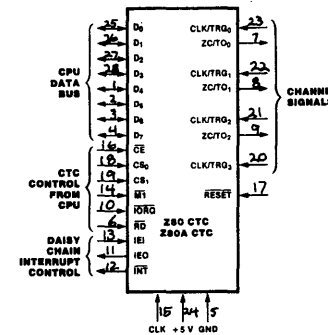 25 D0 CLK/TRG0 23
26 D1 ZC/TO0 7
27 D2
CPU DATA BUS 28 D3 CLK/TRG1 22
1 D4 ZC/TO1 8
2 D5
3 D6 CLK/TRG2 21
4 D7 ZC/TO2 9
CHANNEL SIGNALS
16 CE
18 CS0 CLK/TRG3 20
CTC CONTROL FROM CPU 19 CS1
14 M1 RESET 17
10 IORQ
6 RD
Z80 CTC
Z80A CTC
DAISY CHAIN INTERRUPT CONTROL 13 IEI
11 IEO
12 INT
15 24 5
CLK +5 V GND